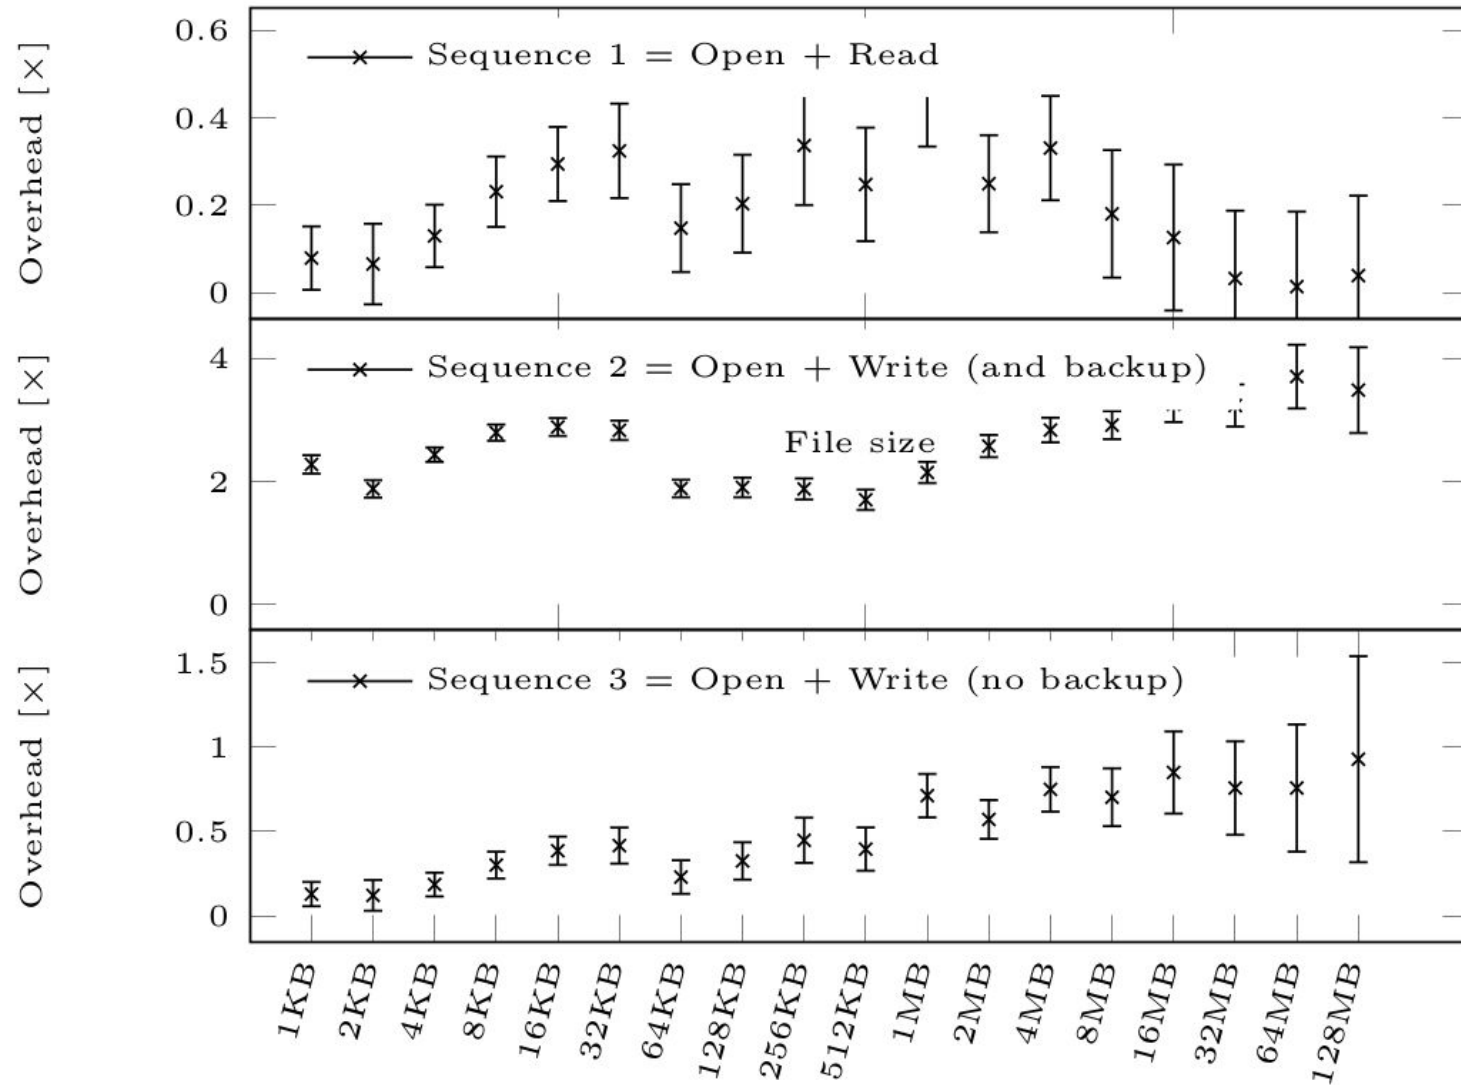 Overhead [×]
0.6
0.4
0.2
0
Sequence 1 = Open + Read
Overhead [×]
4
2
0
Sequence 2 = Open + Write (and backup)
File size
Overhead [×]
1.5
1
0.5
0
Sequence 3 = Open + Write (no backup)
1KB
2KB
4KB
8KB
16KB
32KB
64KB
128KB
256KB
512KB
1MB
2MB
4MB
8MB
16MB
32MB
64MB
128MB